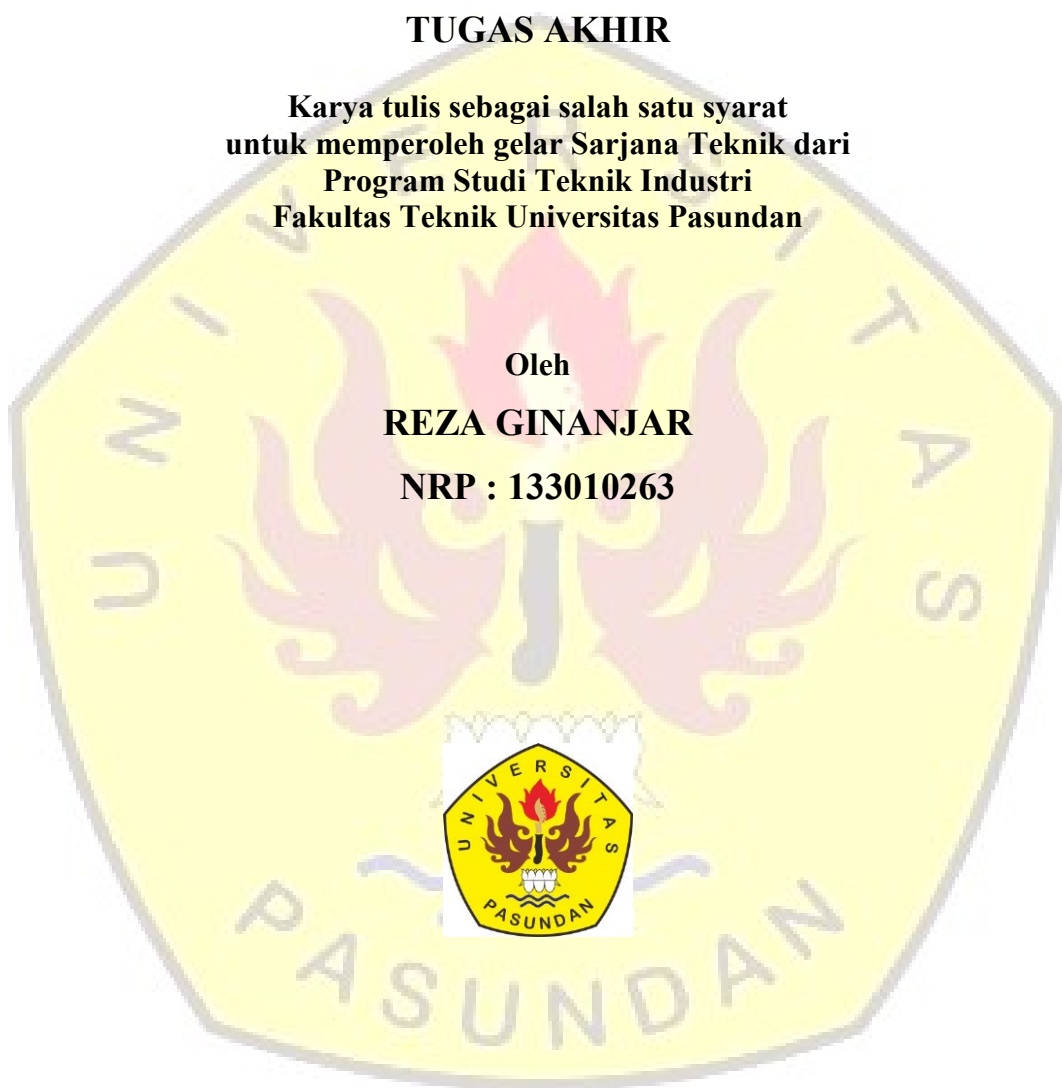 TUGAS AKHIR
Karya tulis sebagai salah satu syarat
untuk memperoleh gelar Sarjana Teknik dari
Program Studi Teknik Industri
Fakultas Teknik Universitas Pasundan
Oleh
REZA GINANJAR
NRP : 133010263
UNIVERSITAS
PASUNDAN
UNIVERSITAS
PASUNDAN